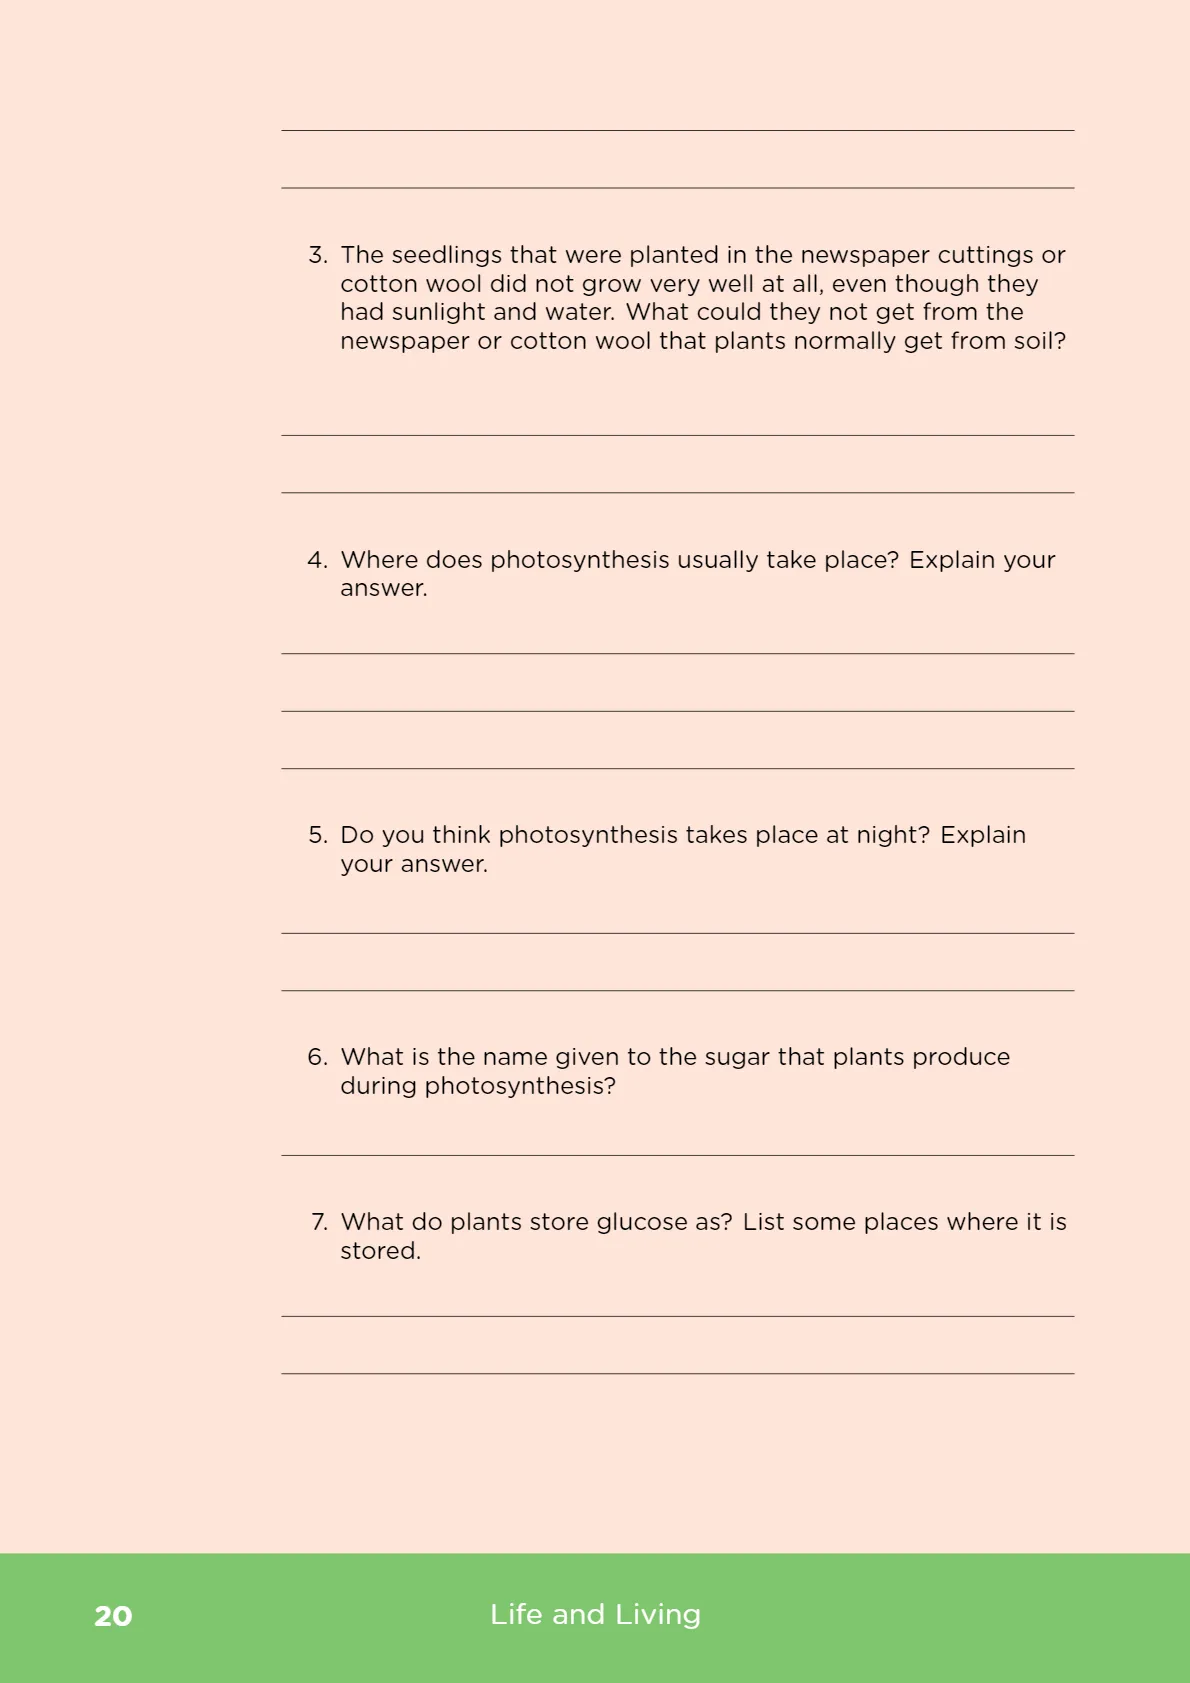 3. The seedlings that were planted in the newspaper cuttings or
cotton wool did not grow very well at all, even though they
had sunlight and water. What could they not get from the
newspaper or cotton wool that plants normally get from soil?
4. Where does photosynthesis usually take place? Explain your
answer.
5. Do you think photosynthesis takes place at night? Explain
your answer.
6. What is the name given to the sugar that plants produce
during photosynthesis?
7. What do plants store glucose as? List some places where it is
stored.
20 Life and Living